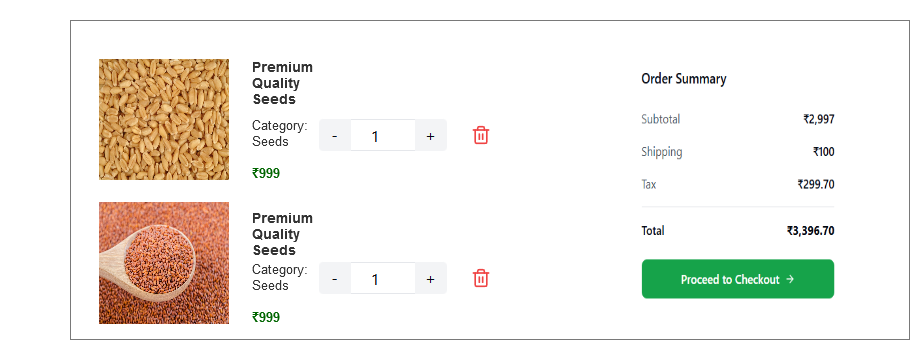 Premium
Quality
Seeds
Category:
Seeds
- 1 +
₹999
Premium
Quality
Seeds
Category:
Seeds
- 1 +
₹999
Order Summary
Subtotal ₹2,997
Shipping ₹100
Tax ₹299.70
Total ₹3,396.70
Proceed to Checkout →